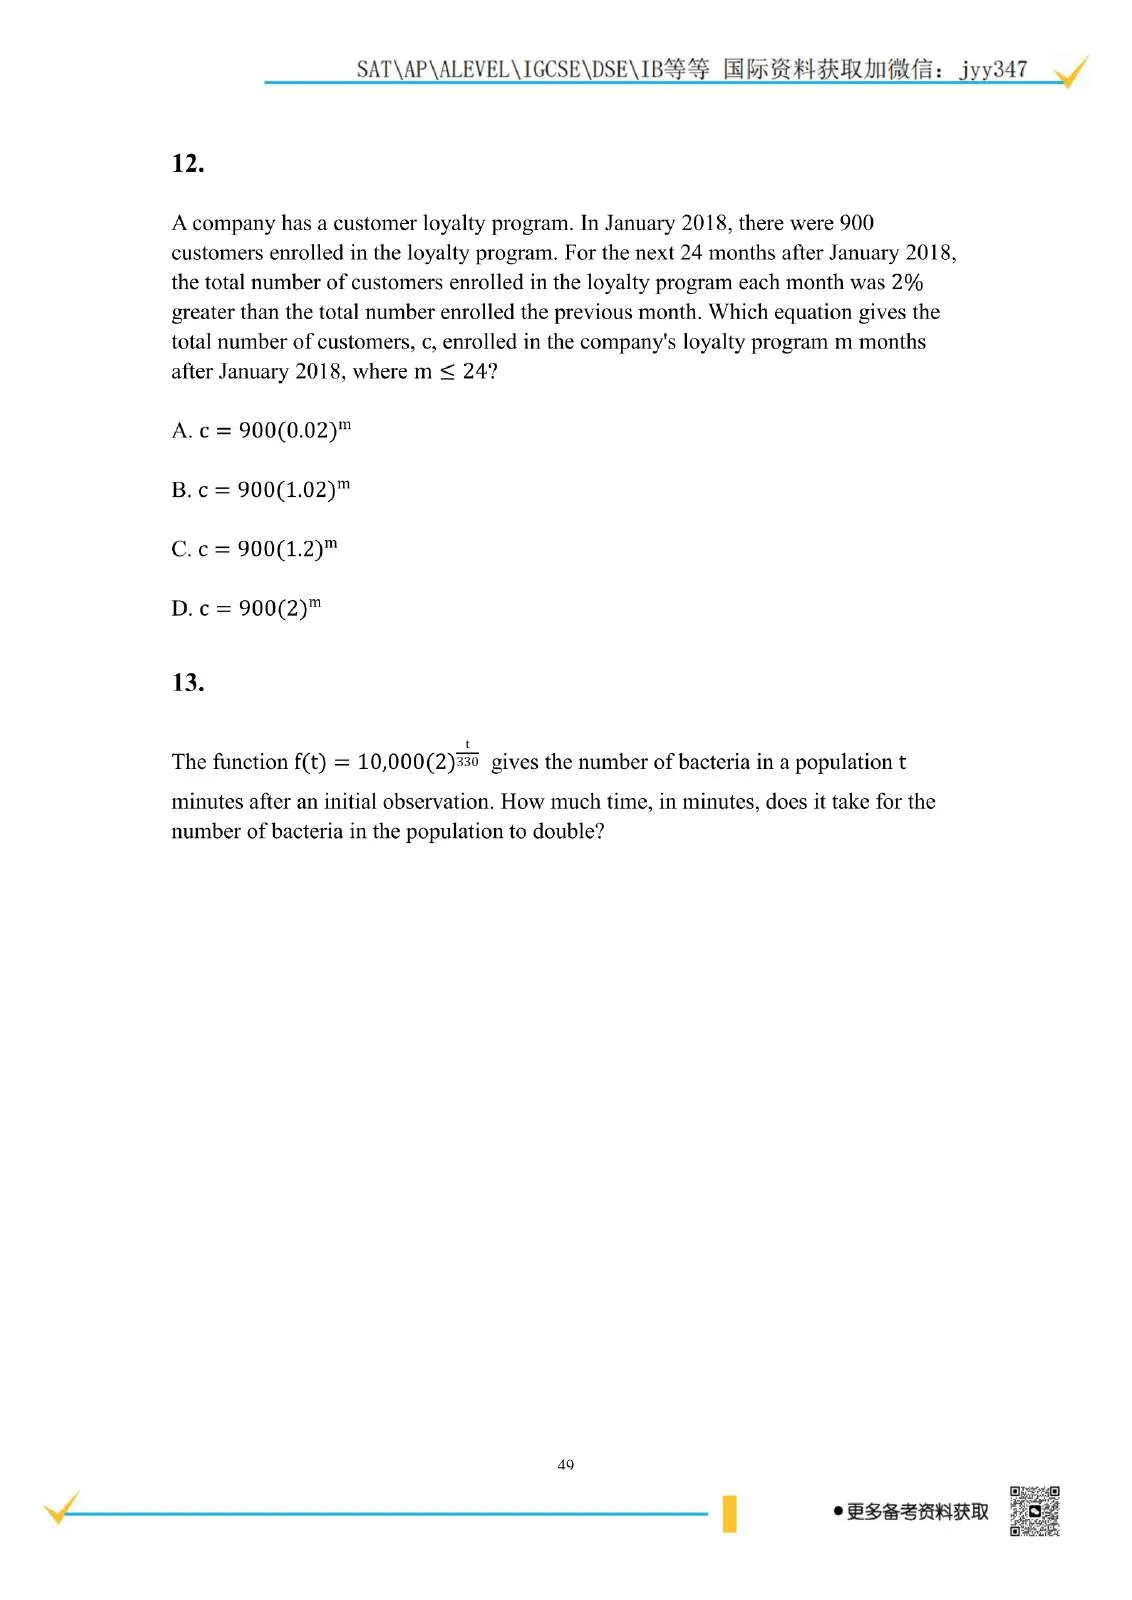 SAT\AP\ALEVEL\IGCSE\DSE\IB等等 国际资料获取加微信：jyy347
12.
A company has a customer loyalty program. In January 2018, there were 900
customers enrolled in the loyalty program. For the next 24 months after January 2018,
the total number of customers enrolled in the loyalty program each month was 2%
greater than the total number enrolled the previous month. Which equation gives the
total number of customers, c, enrolled in the company's loyalty program m months
after January 2018, where m ≤ 24?
A. c = 900(0.02)^m
B. c = 900(1.02)^m
C. c = 900(1.2)^m
D. c = 900(2)^m
13.
The function f(t) = 10,000(2)^(t/330) gives the number of bacteria in a population t
minutes after an initial observation. How much time, in minutes, does it take for the
number of bacteria in the population to double?
49
●更多备考资料获取